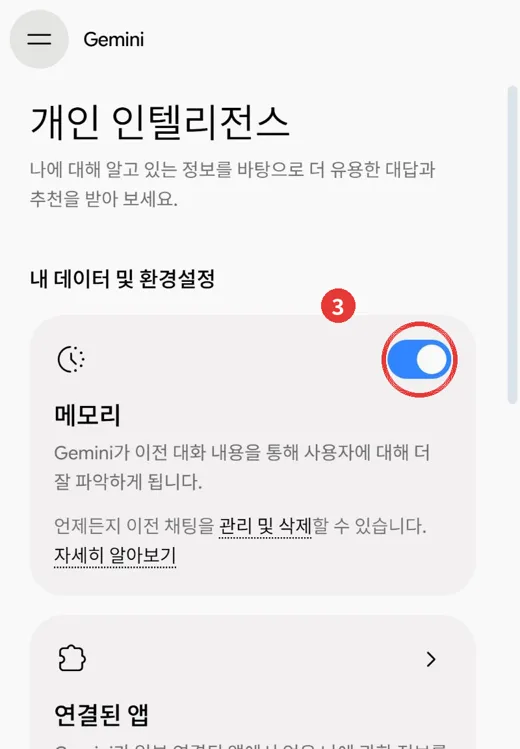 Gemini
개인 인텔리전스
나에 대해 알고 있는 정보를 바탕으로 더 유용한 대답과
추천을 받아 보세요.
내 데이터 및 환경설정
3
메모리
Gemini가 이전 대화 내용을 통해 사용자에 대해 더
잘 파악하게 됩니다.
언제든지 이전 채팅을 관리 및 삭제할 수 있습니다.
자세히 알아보기
연결된 앱